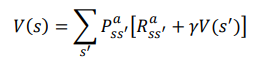 V(s) = ∑_{s'} P^a_{ss'}[R^a_{ss'} + γV(s')]